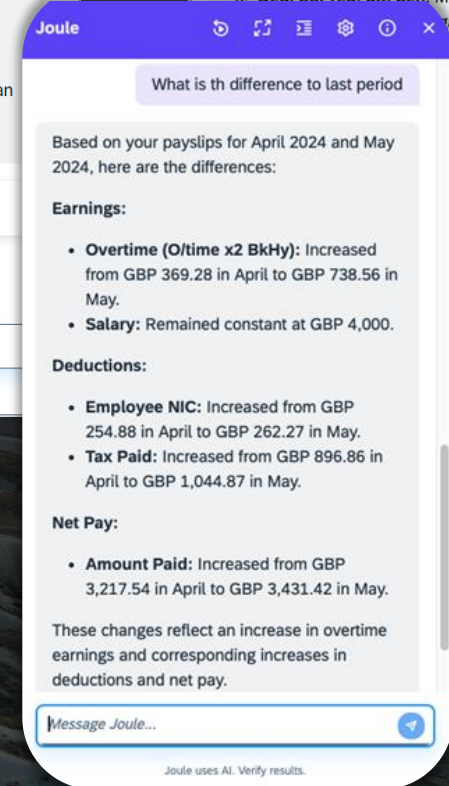 Joule
an
What is th difference to last period
Based on your payslips for April 2024 and May
2024, here are the differences:
Earnings:
• Overtime (O/time x2 BkHy): Increased
from GBP 369.28 in April to GBP 738.56 in
May.
• Salary: Remained constant at GBP 4,000.
Deductions:
• Employee NIC: Increased from GBP
254.88 in April to GBP 262.27 in May.
• Tax Paid: Increased from GBP 896.86 in
April to GBP 1,044.87 in May.
Net Pay:
• Amount Paid: Increased from GBP
3,217.54 in April to GBP 3,431.42 in May.
These changes reflect an increase in overtime
earnings and corresponding increases in
deductions and net pay.
Message Joule...
Joule uses AI. Verify results.